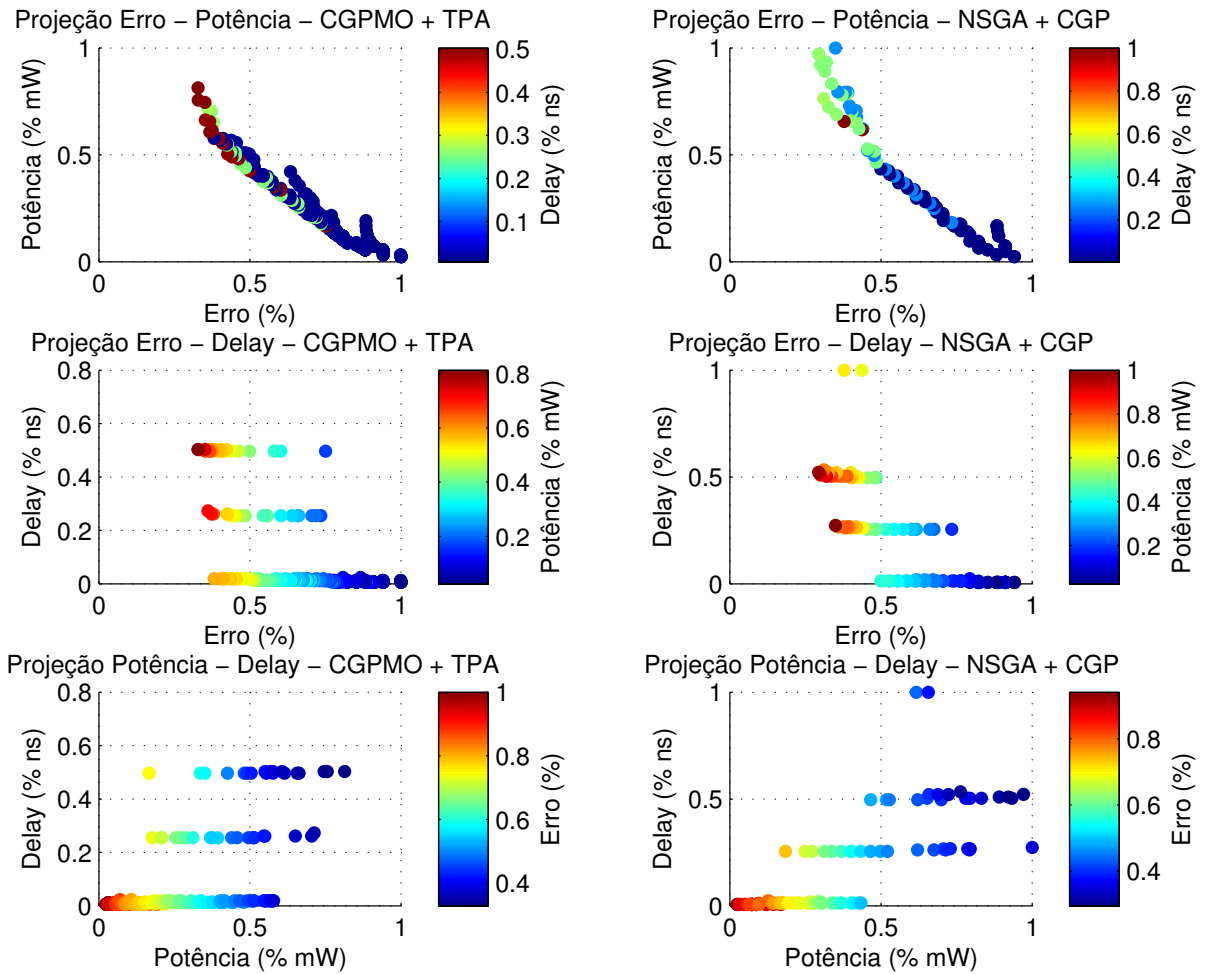 Projeção Erro − Potência − CGPMO + TPA
Potência (% mW)
1
0.5
0
0
0.5
1
Erro (%)
0.5
0.4
0.3
0.2
0.1
Delay (% ns)
Projeção Erro − Potência − NSGA + CGP
Potência (% mW)
1
0.5
0
0
0.5
1
Erro (%)
1
0.8
0.6
0.4
0.2
Delay (% ns)
Projeção Erro − Delay − CGPMO + TPA
Delay (% ns)
0.8
0.6
0.4
0.2
0
0
0.5
1
Erro (%)
0.8
0.6
0.4
0.2
Potência (% mW)
Projeção Erro − Delay − NSGA + CGP
Delay (% ns)
1
0.5
0
0
0.5
1
Erro (%)
1
0.8
0.6
0.4
0.2
Potência (% mW)
Projeção Potência − Delay − CGPMO + TPA
Delay (% ns)
0.8
0.6
0.4
0.2
0
0
0.5
1
Potência (% mW)
1
0.8
0.6
0.4
Erro (%)
Projeção Potência − Delay − NSGA + CGP
Delay (% ns)
1
0.5
0
0
0.5
1
Potência (% mW)
0.8
0.6
0.4
Erro (%)